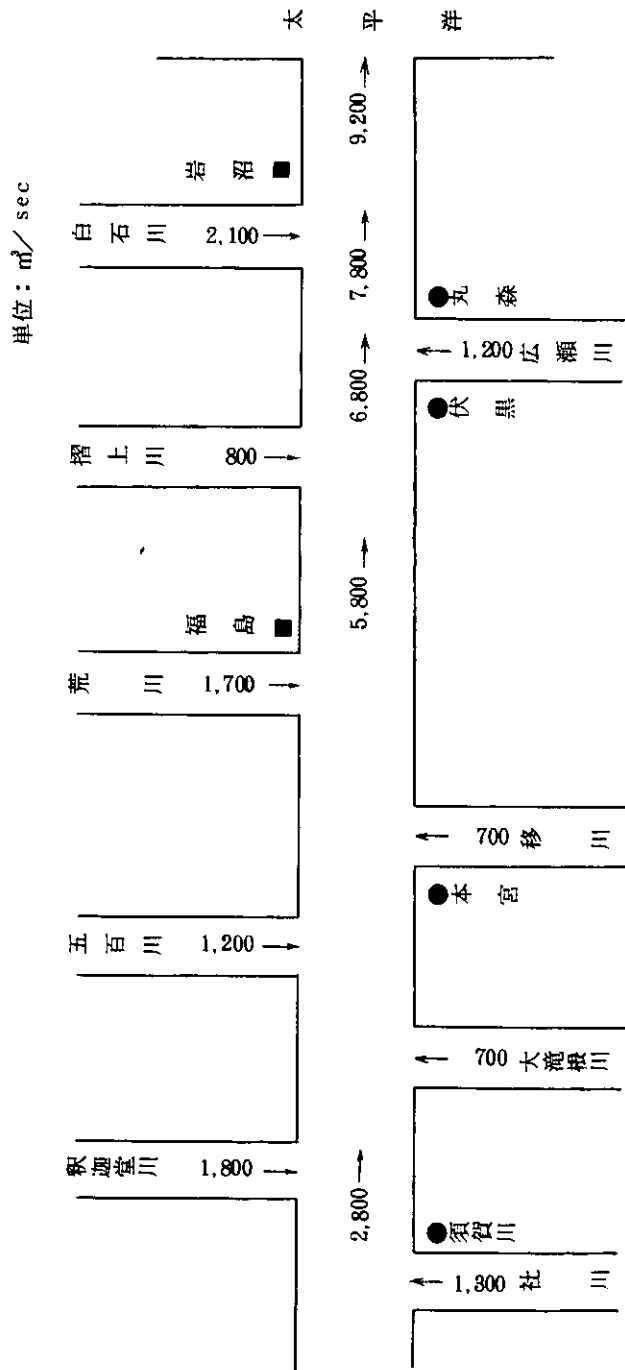 単位：㎥／sec
太平洋
岩沼
9,200
白石川 2,100
7,800
丸森
1,200 広瀬川
6,800
伏黒
摺上川 800
5,800
福島
荒川 1,700
700 移川
本宮
五百川 1,200
700 大滝根川
釈迦堂川 1,800
2,800
須賀川
1,300 社川